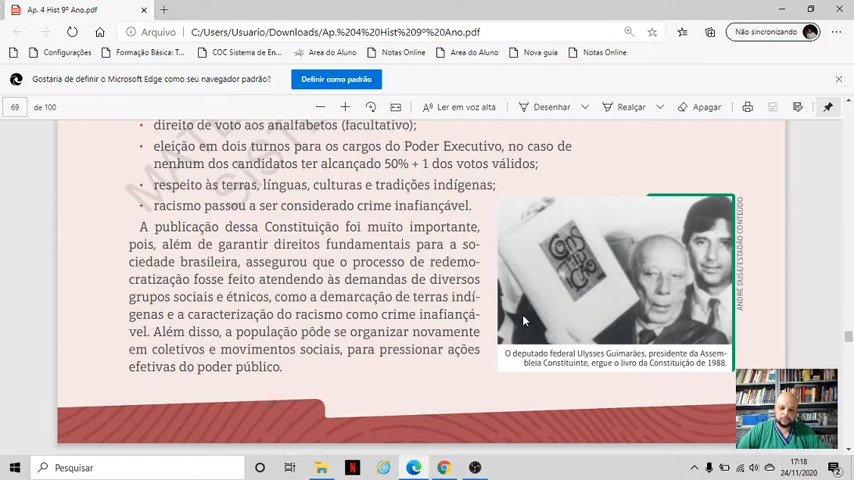 Ap. 4 Hist 9º Ano.pdf
Arquivo
C:/Users/Usuario/Downloads/Ap.%204%20Hist%209º%20Ano.pdf
Não sincronizando
Configurações
Formação Básica: T...
COC Sistema de En...
Area do Aluno
Notas Online
Area do Aluno
Nova guia
Notas Online
Gostaria de definir o Microsoft Edge como seu navegador padrão?
Definir como padrão
69
de 100
Ler em voz alta
Desenhar
Realçar
Apagar
• direito de voto aos analfabetos (facultativo);
• eleição em dois turnos para os cargos do Poder Executivo, no caso de
nenhum dos candidatos ter alcançado 50% + 1 dos votos válidos;
• respeito às terras, línguas, culturas e tradições indígenas;
• racismo passou a ser considerado crime inafiançável.
A publicação dessa Constituição foi muito importante,
pois, além de garantir direitos fundamentais para a so-
ciedade brasileira, assegurou que o processo de redemo-
cratização fosse feito atendendo às demandas de diversos
grupos sociais e étnicos, como a demarcação de terras indí-
genas e a caracterização do racismo como crime inafiançá-
vel. Além disso, a população pôde se organizar novamente
em coletivos e movimentos sociais, para pressionar ações
efetivas do poder público.
ANDRÉ DUSE/ESTADÃO CONTEÚDO
O deputado federal Ulysses Guimarães, presidente da Assem-
bleia Constituinte, ergue o livro da Constituição de 1988.
Pesquisar
17:18
24/11/2020
2